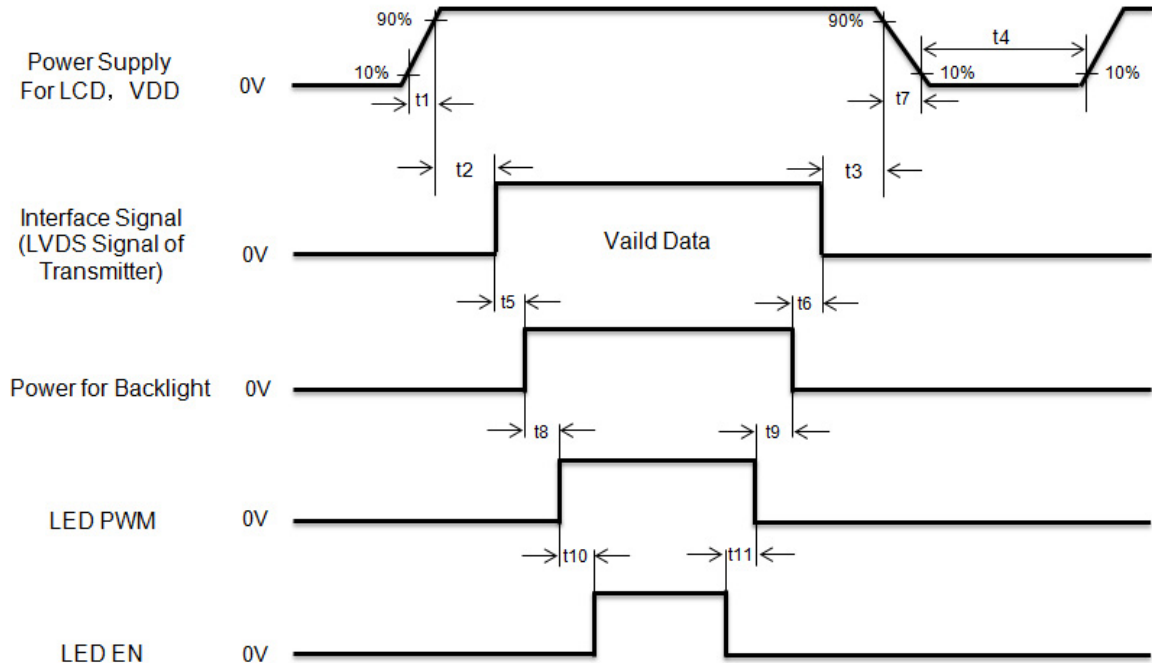 90%
90%
t4
Power Supply
For LCD，VDD
0V
10%
10%
10%
t1
t7
t2
t3
Interface Signal
(LVDS Signal of
Transmitter)
0V
Vaild Data
t5
t6
Power for Backlight
0V
t8
t9
LED PWM
0V
t10
t11
LED EN
0V